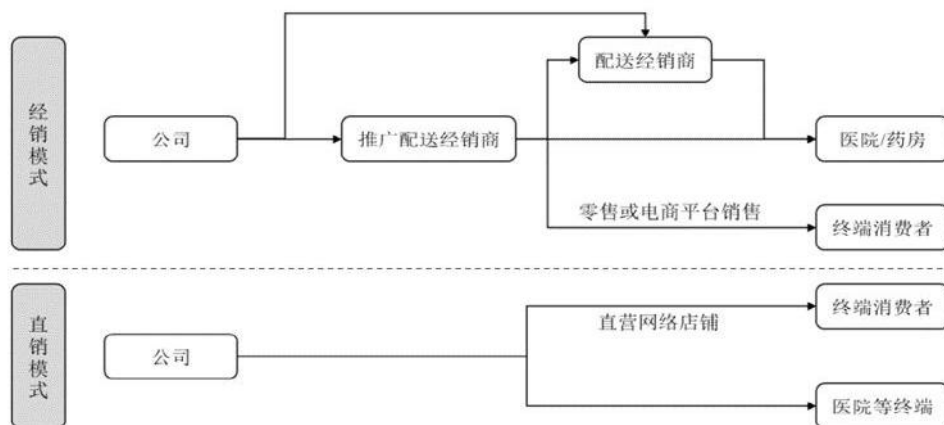 经销模式
公司
推广配送经销商
配送经销商
医院/药房
零售或电商平台销售
终端消费者
直销模式
公司
直营网络店铺
终端消费者
医院等终端